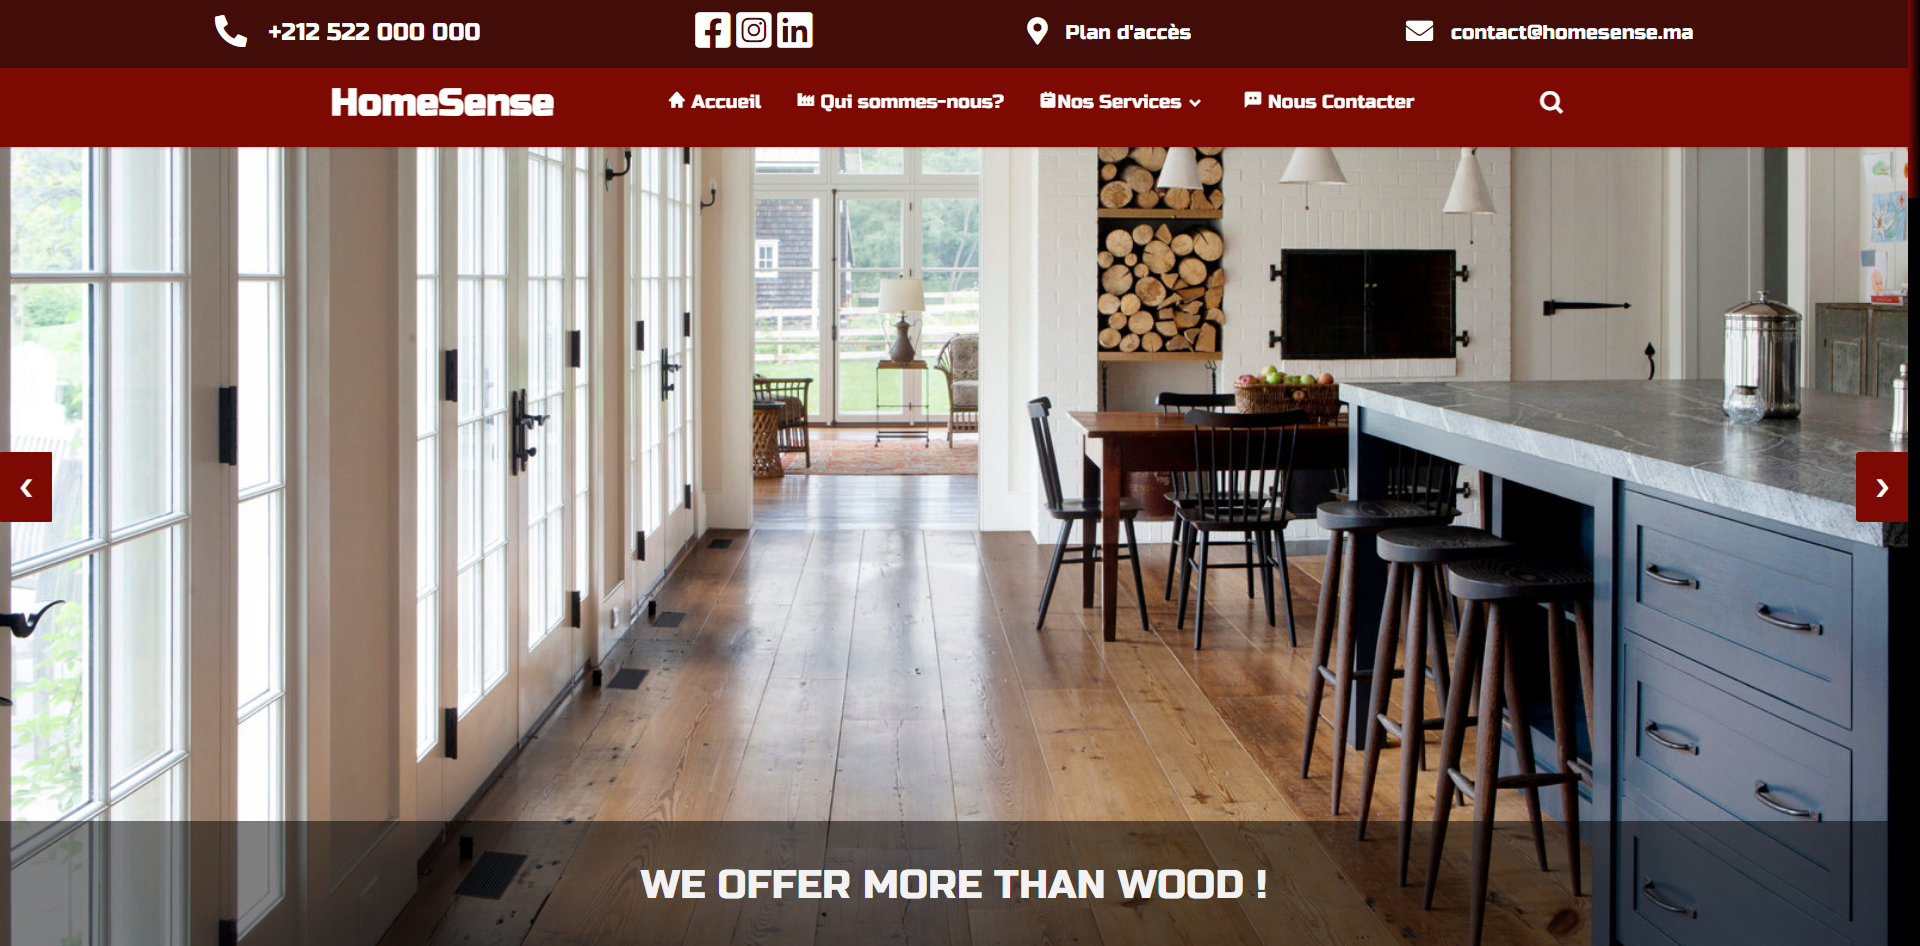 +212 522 000 000
Plan d'accès
contact@homesense.ma
HomeSense
Accueil
Qui sommes-nous?
Nos Services
Nous Contacter
WE OFFER MORE THAN WOOD !